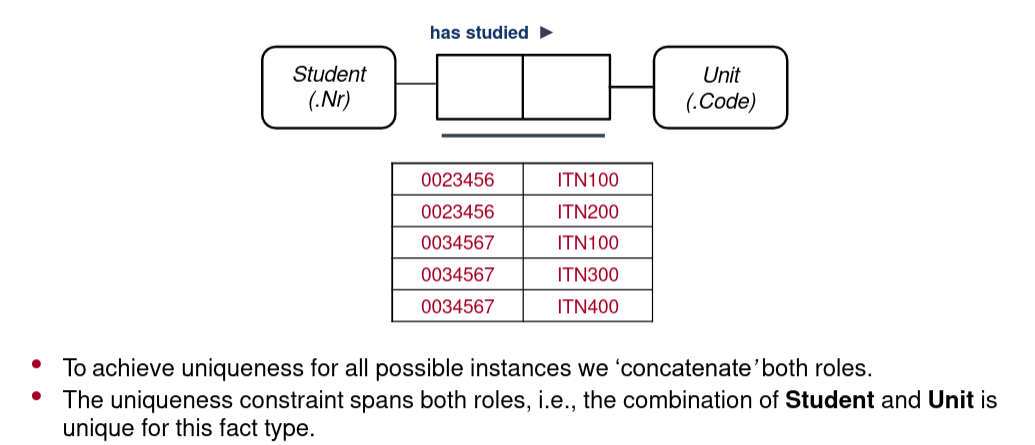 has studied ►
Student
(.Nr)
Unit
(.Code)
0023456 ITN100
0023456 ITN200
0034567 ITN100
0034567 ITN300
0034567 ITN400
• To achieve uniqueness for all possible instances we ‘concatenate’ both roles.
• The uniqueness constraint spans both roles, i.e., the combination of Student and Unit is
unique for this fact type.